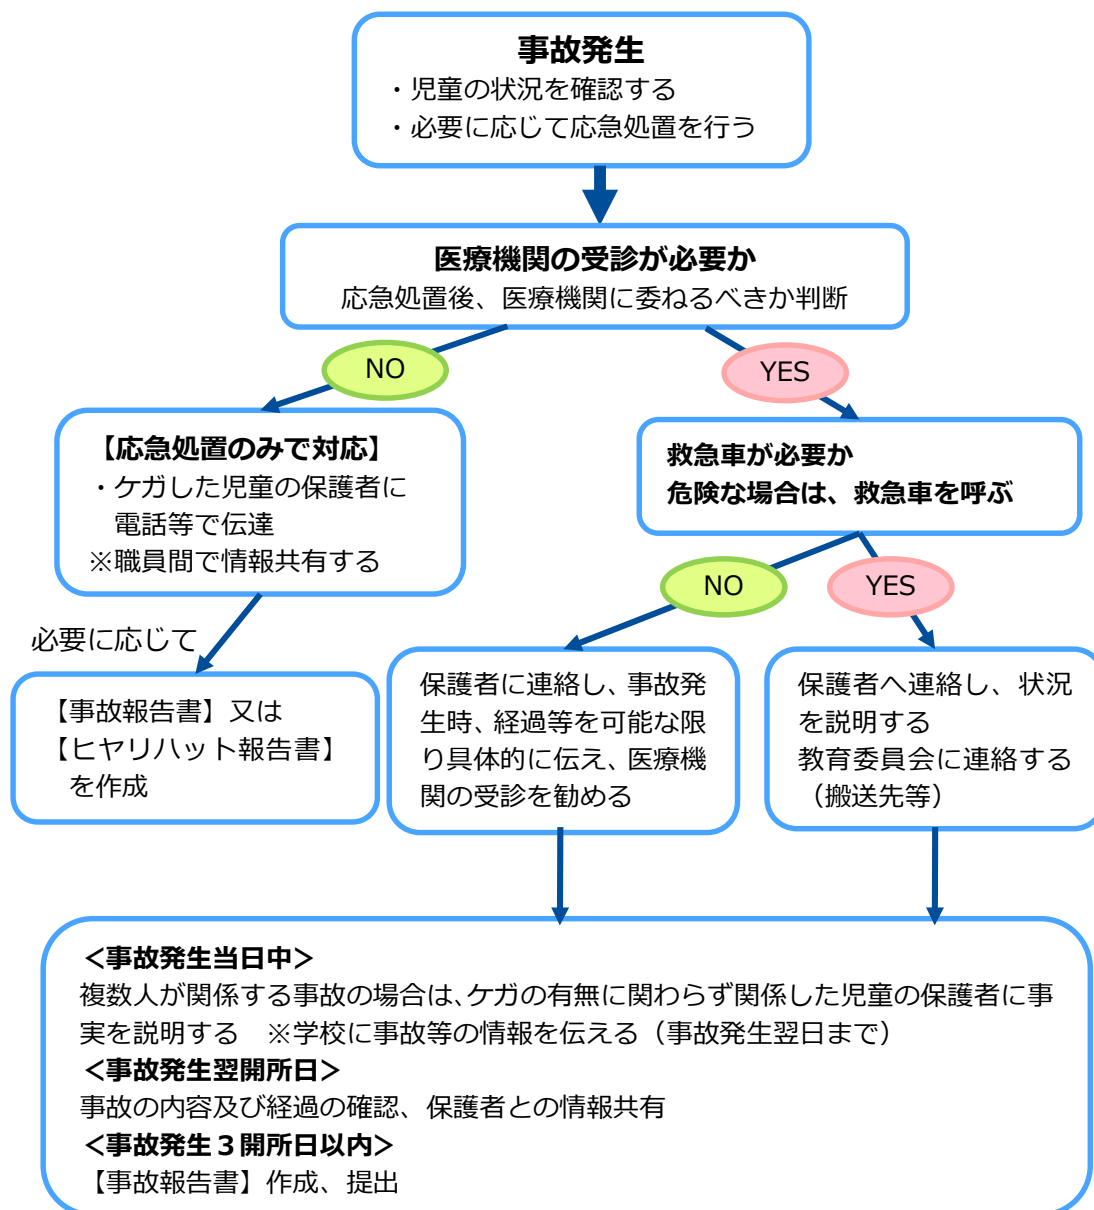 事故発生
・児童の状況を確認する
・必要に応じて応急処置を行う
医療機関の受診が必要か
応急処置後、医療機関に委ねるべきか判断
NO
YES
【応急処置のみで対応】
・ケガした児童の保護者に
電話等で伝達
※職員間で情報共有する
救急車が必要か
危険な場合は、救急車を呼ぶ
NO
YES
必要に応じて
【事故報告書】又は
【ヒヤリハット報告書】
を作成
保護者に連絡し、事故発
生時、経過等を可能な限
り具体的に伝え、医療機
関の受診を勧める
保護者へ連絡し、状況
を説明する
教育委員会に連絡する
（搬送先等）
＜事故発生当日中＞
複数人が関係する事故の場合は、ケガの有無に関わらず関係した児童の保護者に事
実を説明する　※学校に事故等の情報を伝える（事故発生翌日まで）
＜事故発生翌開所日＞
事故の内容及び経過の確認、保護者との情報共有
＜事故発生３開所日以内＞
【事故報告書】作成、提出